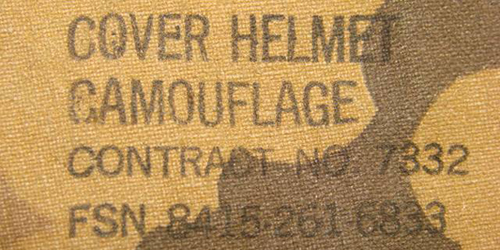 COVER HELMET
CAMOUFLAGE
CONTRACT NO. 7332
FSN 8415-261-6833